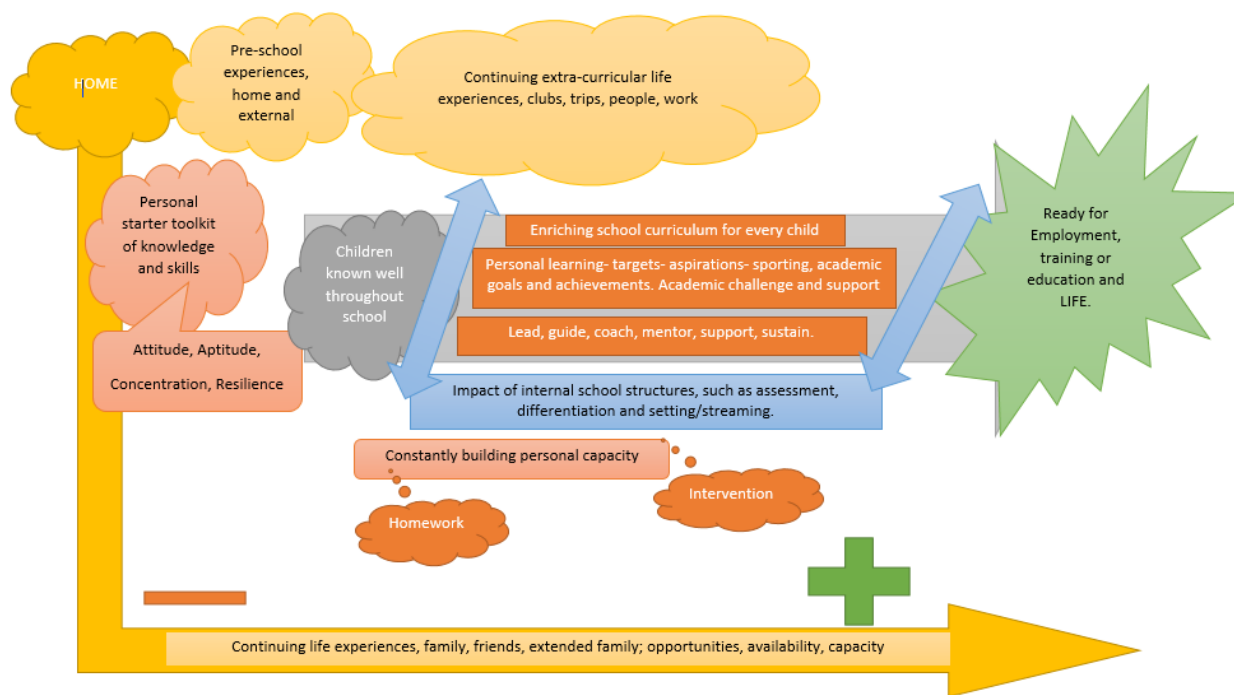 HOME
Pre-school
experiences,
home and
external
Continuing extra-curricular life
experiences, clubs, trips, people, work
Personal
starter toolkit
of knowledge
and skills
Attitude, Aptitude,
Concentration, Resilience
Children
known well
throughout
school
Enriching school curriculum for every child
Personal learning- targets- aspirations- sporting, academic
goals and achievements. Academic challenge and support
Lead, guide, coach, mentor, support, sustain.
Ready for
Employment,
training or
education and
LIFE.
Impact of internal school structures, such as assessment,
differentiation and setting/streaming.
Constantly building personal capacity
Homework
Intervention
Continuing life experiences, family, friends, extended family; opportunities, availability, capacity